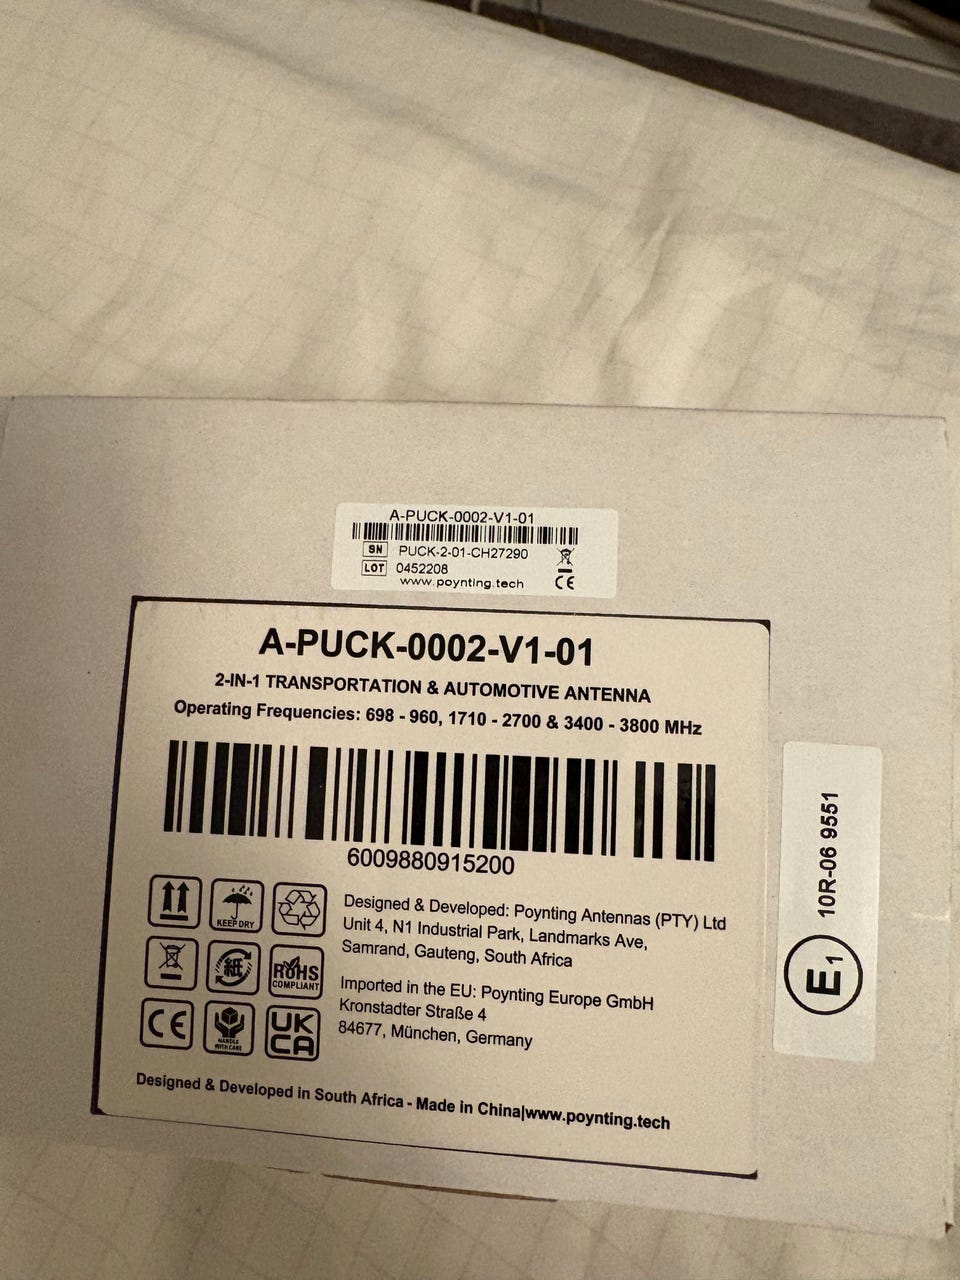 A-PUCK-0002-V1-01
SN PUCK-2-01-CH27290
LOT 0452208
www.poynting.tech
CE
A-PUCK-0002-V1-01
2-IN-1 TRANSPORTATION & AUTOMOTIVE ANTENNA
Operating Frequencies: 698 - 960, 1710 - 2700 & 3400 - 3800 MHz
6009880915200
KEEP DRY
紙
RoHS
COMPLIANT
CE
HANDLE
WITH CARE
UK
CA
Designed & Developed: Poynting Antennas (PTY) Ltd
Unit 4, N1 Industrial Park, Landmarks Ave,
Samrand, Gauteng, South Africa
Imported in the EU: Poynting Europe GmbH
Kronstadter Straße 4
84677, München, Germany
Designed & Developed in South Africa - Made in China|www.poynting.tech
E1 10R-06 9551